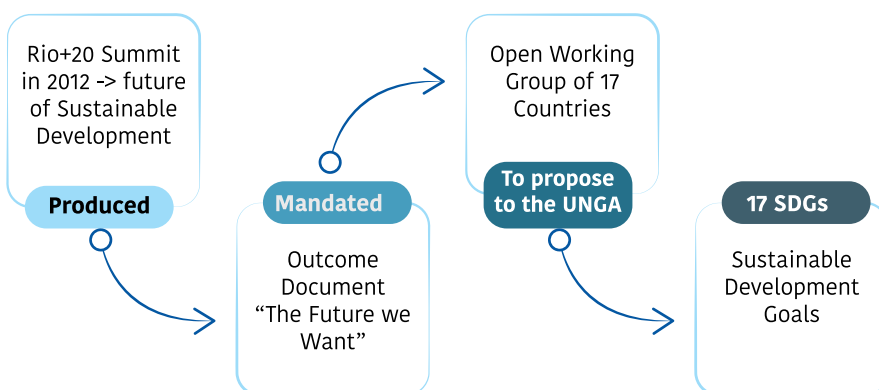 Rio+20 Summit
in 2012 -> future
of Sustainable
Development
Produced
Mandated
Outcome
Document
“The Future we
Want”
Open Working
Group of 17
Countries
To propose
to the UNGA
17 SDGs
Sustainable
Development
Goals